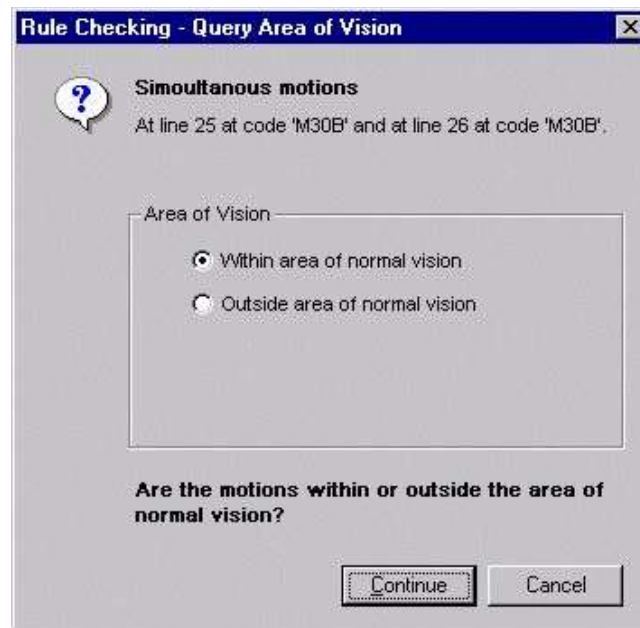 Rule Checking - Query Area of Vision
Simoultanous motions
At line 25 at code 'M30B' and at line 26 at code 'M30B'.
Area of Vision
Within area of normal vision
Outside area of normal vision
Are the motions within or outside the area of
normal vision?
Continue
Cancel